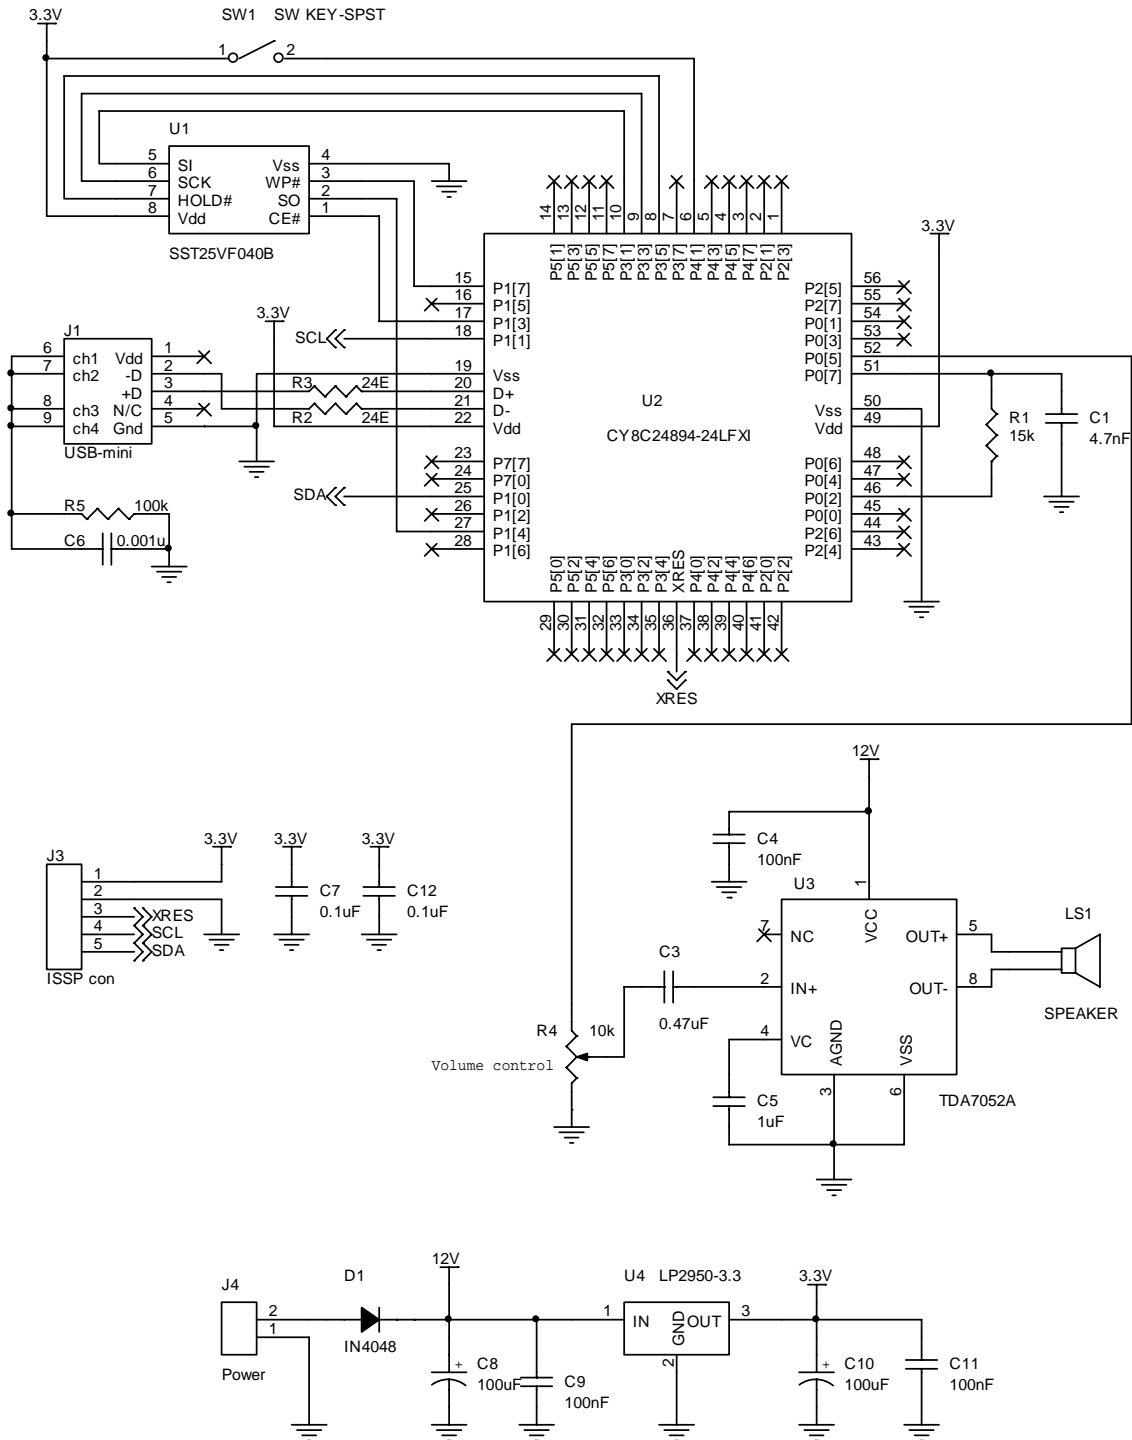 3.3V
SW1 SW KEY-SPST
1 2
U1
5 SI Vss 4
6 SCK WP# 3
7 HOLD# SO 2
8 Vdd CE# 1
SST25VF040B
14 13 12 11 10 9 8 7 6 5 4 3 2 1
P5[1] P5[3] P5[5] P5[7] P3[1] P3[3] P3[5] P3[7] P4[1] P4[3] P4[5] P4[7] P2[1] P2[3]
3.3V
15 P1[7]
16 P1[5]
17 P1[3]
18 P1[1]
19 Vss
20 D+
21 D-
22 Vdd
23 P7[7]
24 P7[0]
25 P1[0]
26 P1[2]
27 P1[4]
28 P1[6]
U2
CY8C24894-24LFXI
P2[5] 56
P2[7] 55
P0[1] 54
P0[3] 53
P0[5] 52
P0[7] 51
Vss 50
Vdd 49
P0[6] 48
P0[4] 47
P0[2] 46
P0[0] 45
P2[6] 44
P2[4] 43
P5[0] P5[2] P5[4] P5[6] P3[0] P3[2] P3[4] XRES P4[0] P4[2] P4[4] P4[6] P2[0] P2[2]
29 30 31 32 33 34 35 36 37 38 39 40 41 42
XRES
3.3V
SCL
SDA
J1
6 ch1 Vdd 1
7 ch2 -D 2
+D 3
8 ch3 N/C 4
9 ch4 Gnd 5
USB-mini
R3 24E
R2 24E
R5 100k
C6 0.001u
R1
15k
C1
4.7nF
12V
C4
100nF
J3
1
2
3 XRES
4 SCL
5 SDA
ISSP con
3.3V
3.3V
C7
0.1uF
3.3V
C12
0.1uF
U3
1 VCC
7 NC
2 IN+
4 VC
AGND 3
VSS 6
OUT+ 5
OUT- 8
TDA7052A
LS1
SPEAKER
C3
0.47uF
R4 10k
Volume control
C5
1uF
J4
2
1
Power
D1
IN4048
12V
C8
+
100uF
C9
100nF
U4 LP2950-3.3
1 IN GND OUT 3
2
3.3V
C10
+
100uF
C11
100nF